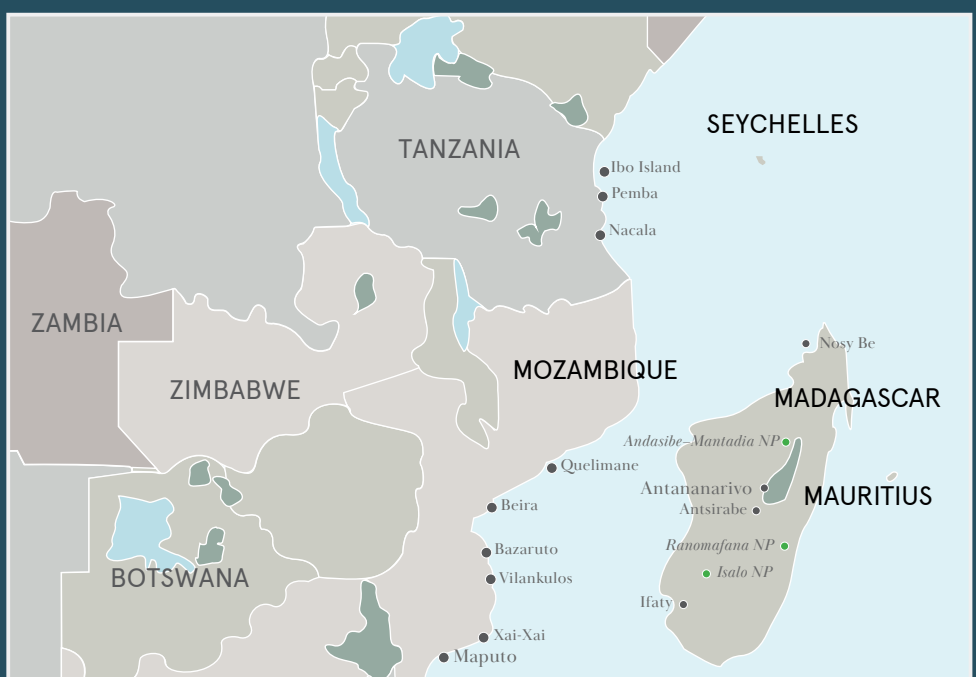 SEYCHELLES
TANZANIA
Ibo Island
Pemba
Nacala
ZAMBIA
Nosy Be
MOZAMBIQUE
ZIMBABWE
MADAGASCAR
Andasibe–Mantadia NP
Quelimane
Antananarivo
MAURITIUS
Beira
Antsirabe
Ranomafana NP
Bazaruto
Isalo NP
BOTSWANA
Vilankulos
Ifaty
Xai-Xai
Maputo